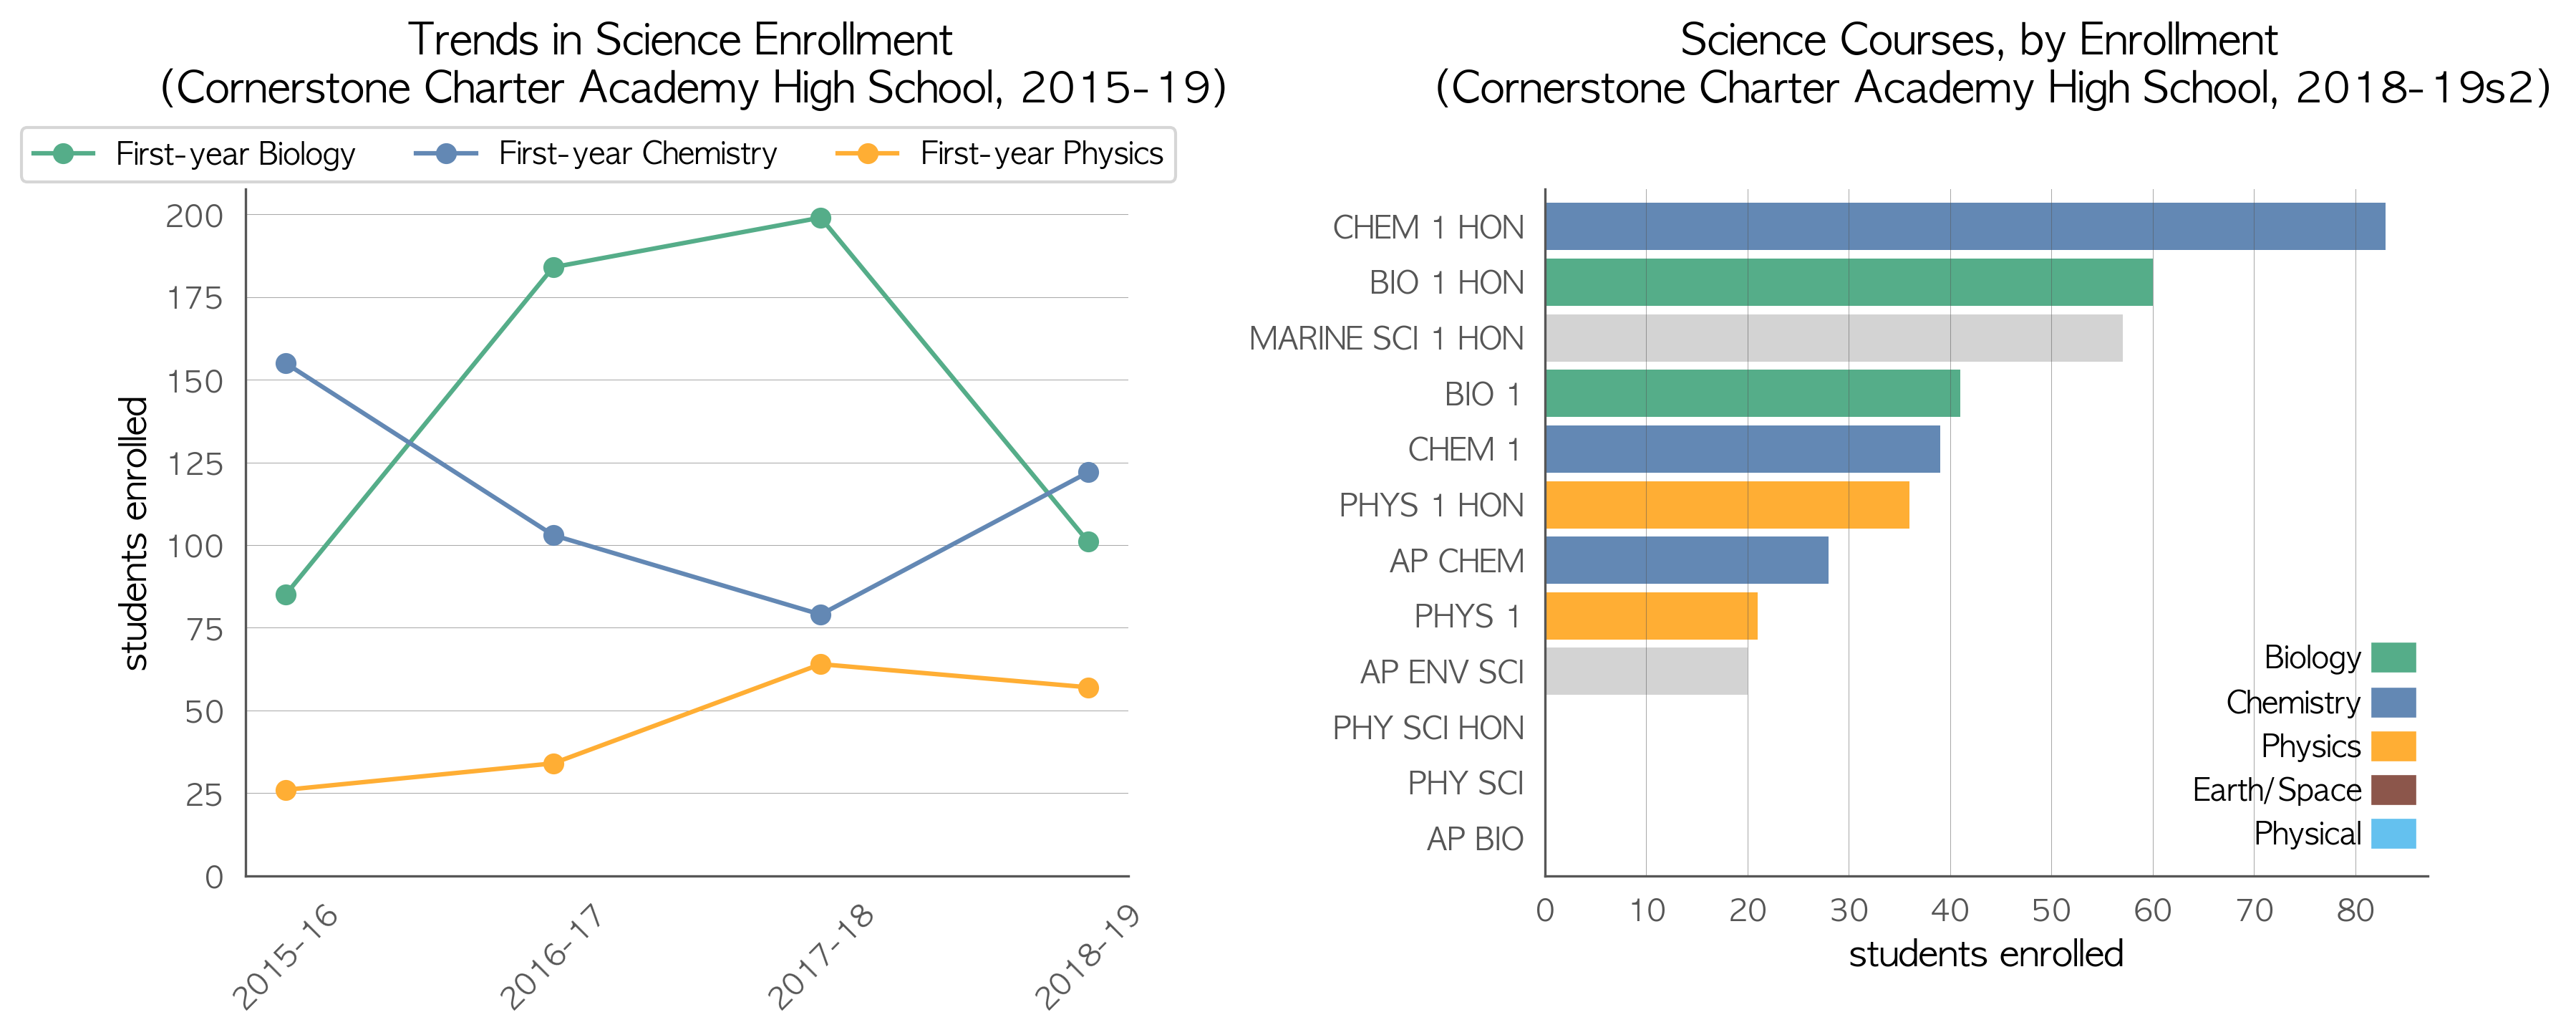 Trends in Science Enrollment
(Cornerstone Charter Academy High School, 2015-19)
First-year Biology
First-year Chemistry
First-year Physics
200
175
150
125
100
75
50
25
0
students enrolled
2015-16
2016-17
2017-18
2018-19
Science Courses, by Enrollment
(Cornerstone Charter Academy High School, 2018-19s2)
CHEM 1 HON
BIO 1 HON
MARINE SCI 1 HON
BIO 1
CHEM 1
PHYS 1 HON
AP CHEM
PHYS 1
AP ENV SCI
PHY SCI HON
PHY SCI
AP BIO
Biology
Chemistry
Physics
Earth/Space
Physical
0 10 20 30 40 50 60 70 80
students enrolled